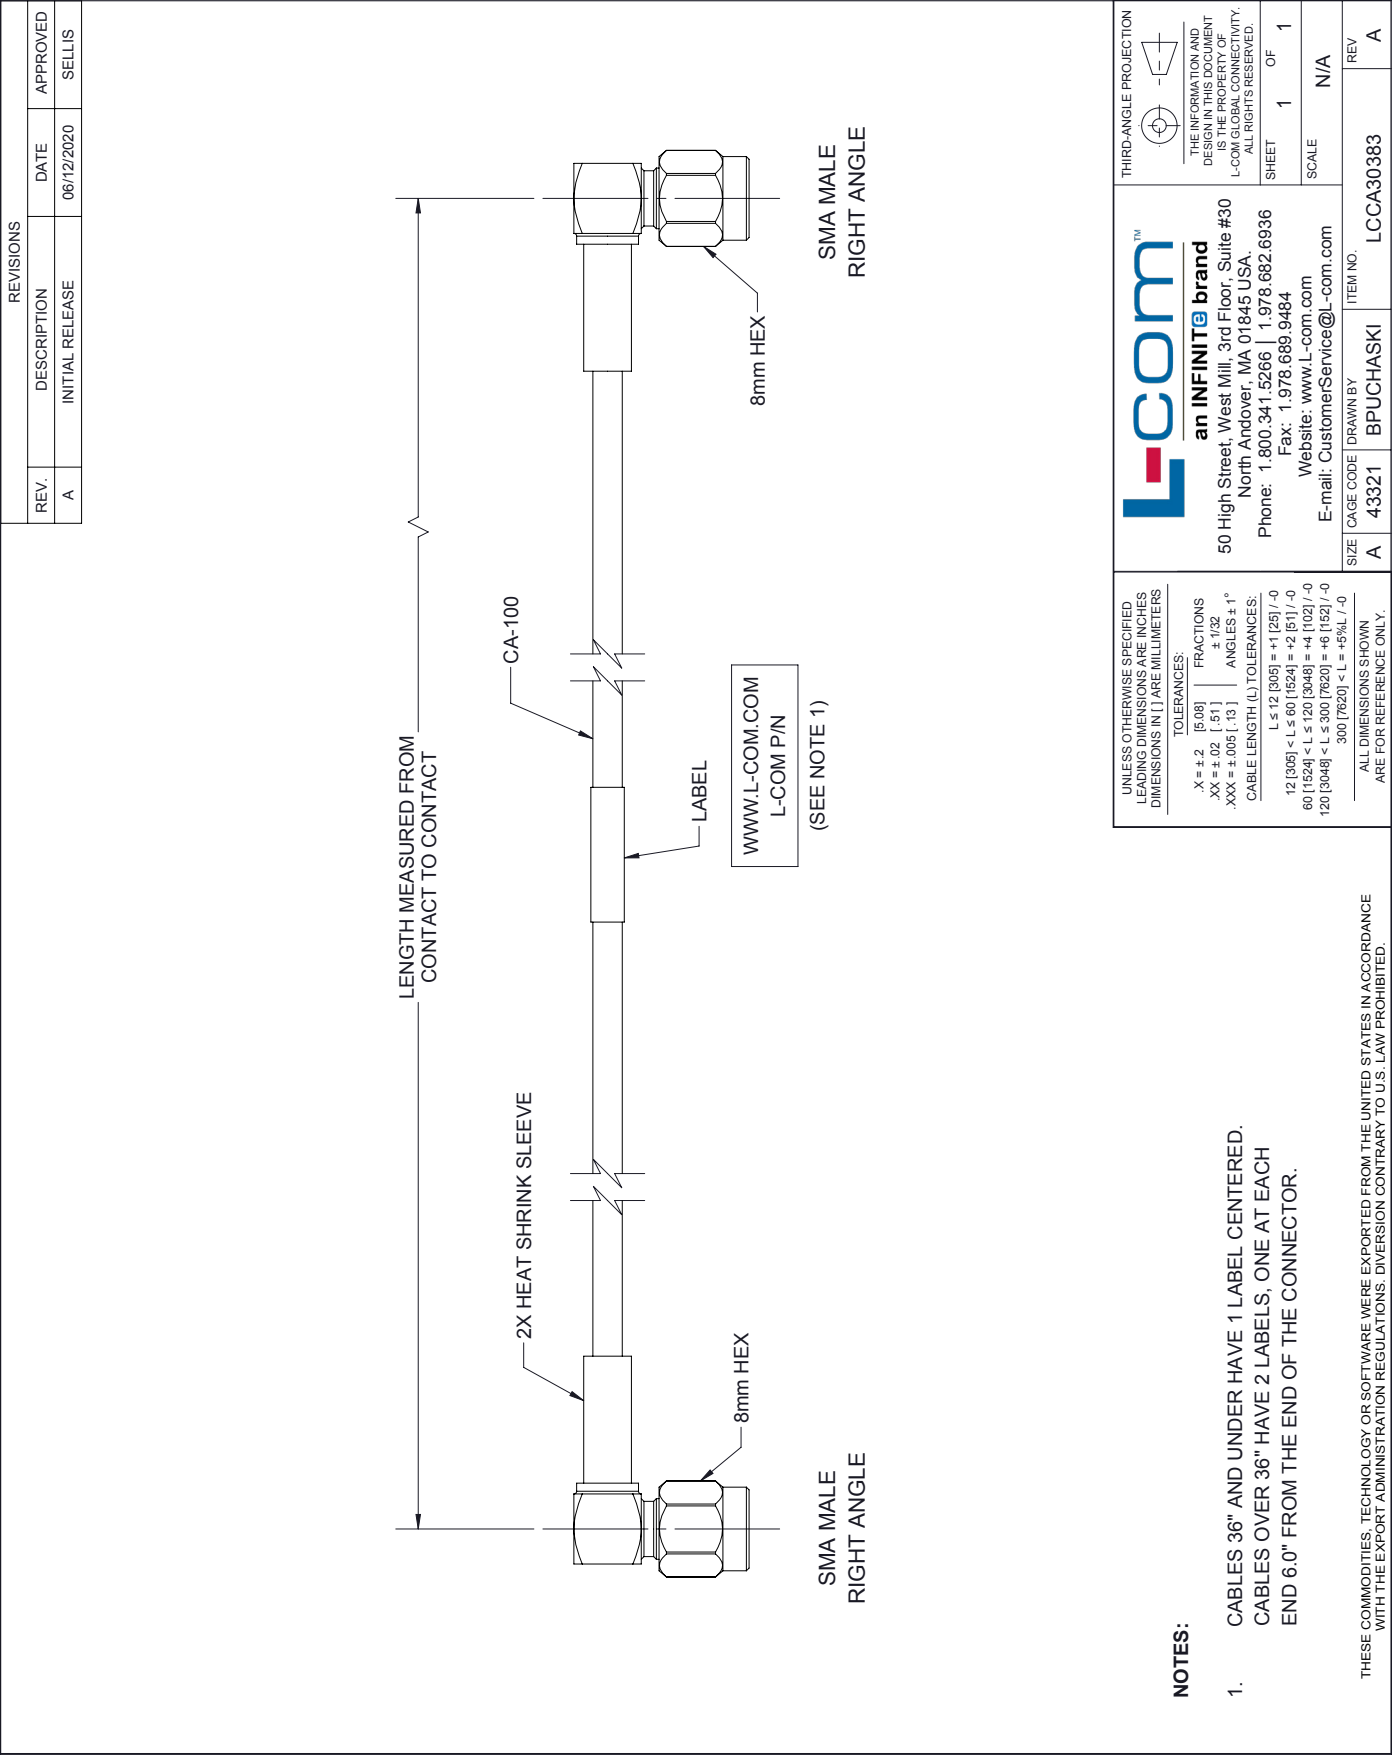 REVISIONS
REV. DESCRIPTION DATE APPROVED
A INITIAL RELEASE 06/12/2020 SELLIS
LENGTH MEASURED FROM
CONTACT TO CONTACT
2X HEAT SHRINK SLEEVE
CA-100
LABEL
WWW.L-COM.COM
L-COM P/N
(SEE NOTE 1)
8mm HEX
8mm HEX
SMA MALE
RIGHT ANGLE
SMA MALE
RIGHT ANGLE
NOTES:
1. CABLES 36" AND UNDER HAVE 1 LABEL CENTERED.
CABLES OVER 36" HAVE 2 LABELS, ONE AT EACH
END 6.0" FROM THE END OF THE CONNECTOR.
THESE COMMODITIES, TECHNOLOGY OR SOFTWARE WERE EXPORTED FROM THE UNITED STATES IN ACCORDANCE
WITH THE EXPORT ADMINISTRATION REGULATIONS. DIVERSION CONTRARY TO U.S. LAW PROHIBITED.
UNLESS OTHERWISE SPECIFIED
LEADING DIMENSIONS ARE INCHES
DIMENSIONS IN [ ] ARE MILLIMETERS
TOLERANCES:
.X = ±.2 [5.08] FRACTIONS
.XX = ±.02 [.51] ± 1/32
.XXX = ±.005 [.13] ANGLES ± 1°
CABLE LENGTH (L) TOLERANCES:
L ≤ 12 [305] = +1 [25] / -0
12 [305] < L ≤ 60 [1524] = +2 [51] / -0
60 [1524] < L ≤ 120 [3048] = +4 [102] / -0
120 [3048] < L ≤ 300 [7620] = +6 [152] / -0
300 [7620] < L = +5%L / -0
ALL DIMENSIONS SHOWN
ARE FOR REFERENCE ONLY.
L-com™
an INFINITe brand
50 High Street, West Mill, 3rd Floor, Suite #30
North Andover, MA 01845 USA.
Phone: 1.800.341.5266 | 1.978.682.6936
Fax: 1.978.689.9484
Website: www.L-com.com
E-mail: CustomerService@L-com.com
THIRD-ANGLE PROJECTION
THE INFORMATION AND
DESIGN IN THIS DOCUMENT
IS THE PROPERTY OF
L-COM GLOBAL CONNECTIVITY.
ALL RIGHTS RESERVED.
SHEET 1 OF 1
SCALE N/A
SIZE A
CAGE CODE 43321
DRAWN BY BPUCHASKI
ITEM NO. LCCA30383
REV A